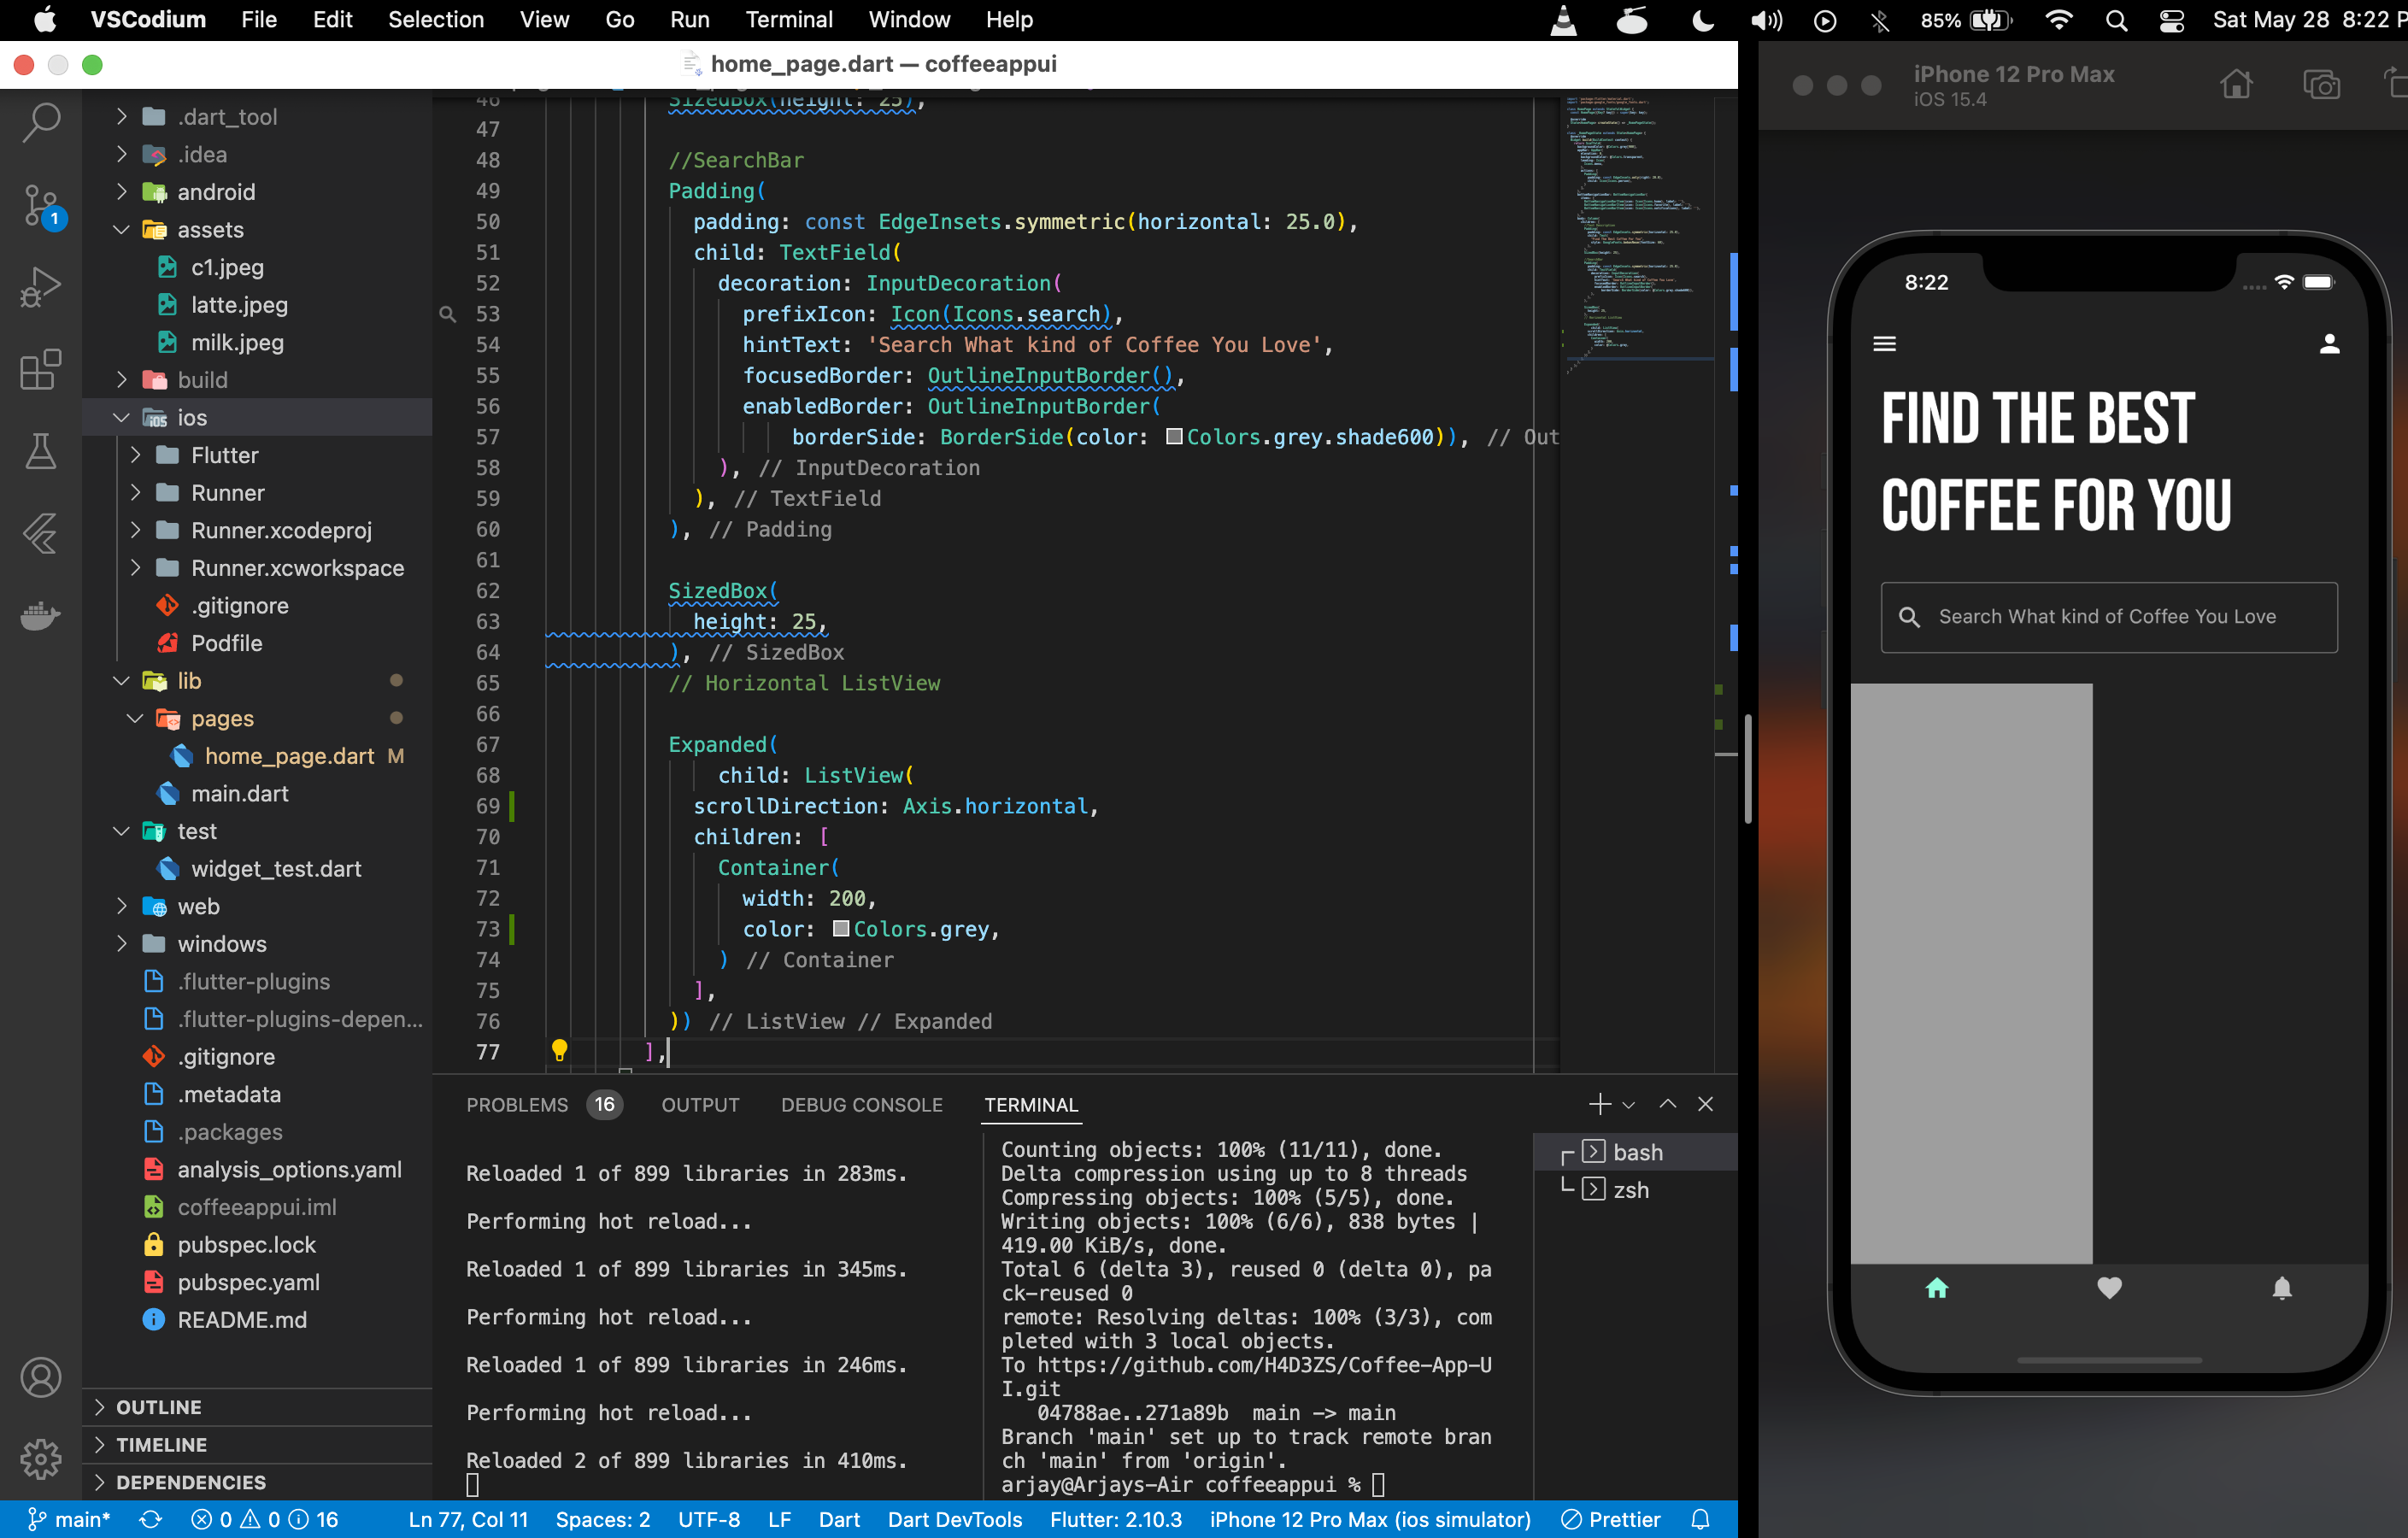 VSCodium File Edit Selection View Go Run Terminal Window Help
85% Sat May 28 8:22 P
home_page.dart — coffeeappui
.dart_tool
.idea
android
assets
c1.jpeg
latte.jpeg
milk.jpeg
build
ios
Flutter
Runner
Runner.xcodeproj
Runner.xcworkspace
.gitignore
Podfile
lib
pages
home_page.dart M
main.dart
test
widget_test.dart
web
windows
.flutter-plugins
.flutter-plugins-depen...
.gitignore
.metadata
.packages
analysis_options.yaml
coffeeappui.iml
pubspec.lock
pubspec.yaml
README.md
OUTLINE
TIMELINE
DEPENDENCIES
1
46 SizedBox(height: 25),
47
48 //SearchBar
49 Padding(
50 padding: const EdgeInsets.symmetric(horizontal: 25.0),
51 child: TextField(
52 decoration: InputDecoration(
53 prefixIcon: Icon(Icons.search),
54 hintText: 'Search What kind of Coffee You Love',
55 focusedBorder: OutlineInputBorder(),
56 enabledBorder: OutlineInputBorder(
57 borderSide: BorderSide(color: Colors.grey.shade600)), // Out
58 ), // InputDecoration
59 ), // TextField
60 ), // Padding
61
62 SizedBox(
63 height: 25,
64 ), // SizedBox
65 // Horizontal ListView
66
67 Expanded(
68 child: ListView(
69 scrollDirection: Axis.horizontal,
70 children: [
71 Container(
72 width: 200,
73 color: Colors.grey,
74 ) // Container
75 ],
76 )) // ListView // Expanded
77 ],
PROBLEMS 16 OUTPUT DEBUG CONSOLE TERMINAL
Reloaded 1 of 899 libraries in 283ms.
Performing hot reload...
Reloaded 1 of 899 libraries in 345ms.
Performing hot reload...
Reloaded 1 of 899 libraries in 246ms.
Performing hot reload...
Reloaded 2 of 899 libraries in 410ms.
Counting objects: 100% (11/11), done.
Delta compression using up to 8 threads
Compressing objects: 100% (5/5), done.
Writing objects: 100% (6/6), 838 bytes |
419.00 KiB/s, done.
Total 6 (delta 3), reused 0 (delta 0), pa
ck-reused 0
remote: Resolving deltas: 100% (3/3), com
pleted with 3 local objects.
To https://github.com/H4D3ZS/Coffee-App-U
I.git
04788ae..271a89b main -> main
Branch 'main' set up to track remote bran
ch 'main' from 'origin'.
arjay@Arjays-Air coffeeappui %
bash
zsh
main* 0 0 16 Ln 77, Col 11 Spaces: 2 UTF-8 LF Dart Dart DevTools Flutter: 2.10.3 iPhone 12 Pro Max (ios simulator) Prettier
iPhone 12 Pro Max
iOS 15.4
8:22
FIND THE BEST
COFFEE FOR YOU
Search What kind of Coffee You Love